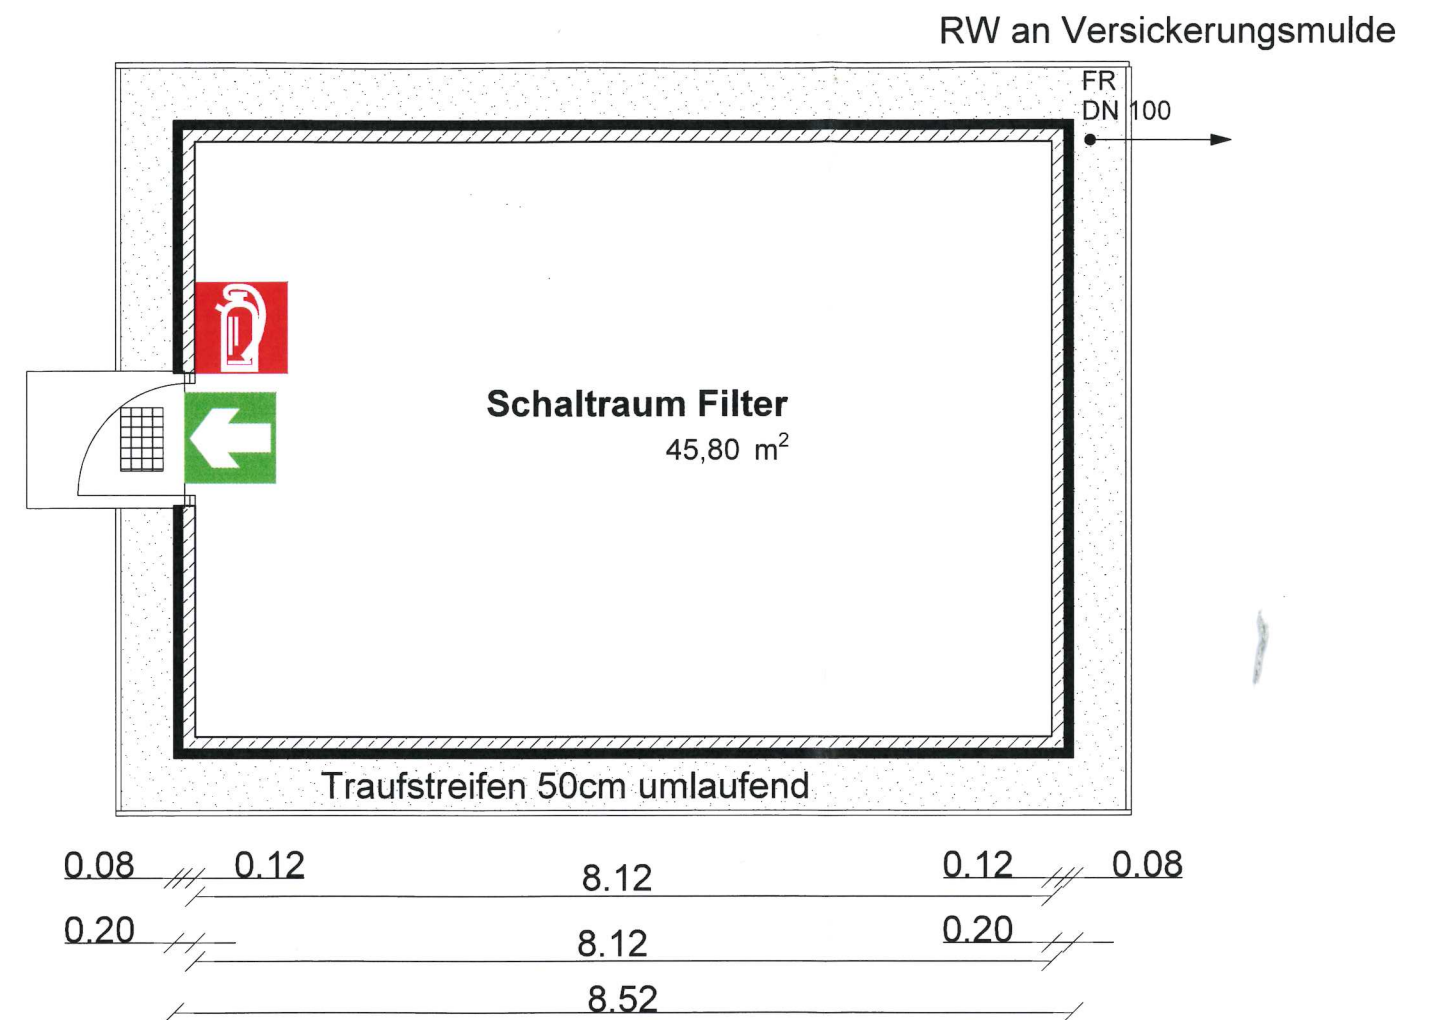 RW an Versickerungsmulde
FR
DN 100
Schaltraum Filter
45,80 m²
Traufstreifen 50cm umlaufend
0.08 0.12 8.12 0.12 0.08
0.20 8.12 0.20
8.52